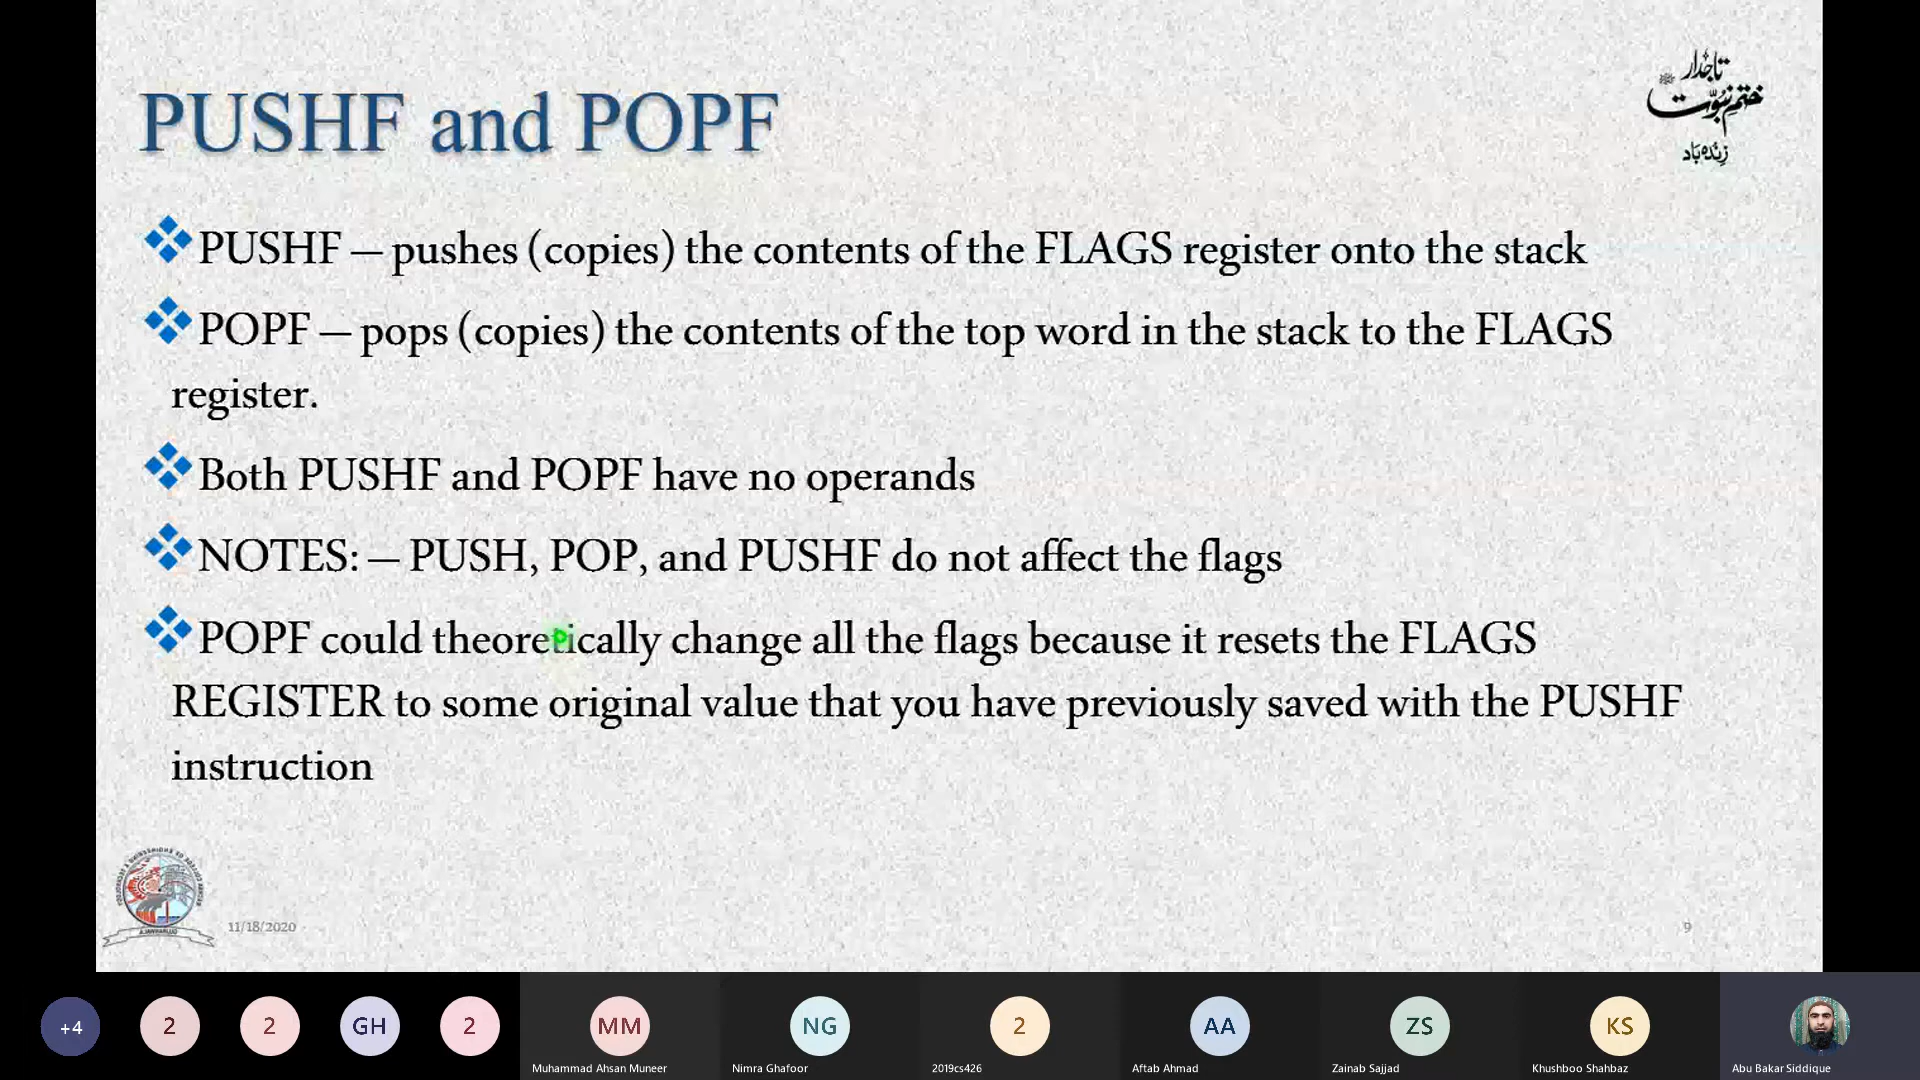 PUSHF and POPF
تاجدار
ختم نبوت
زنده باد
PUSHF – pushes (copies) the contents of the FLAGS register onto the stack
POPF – pops (copies) the contents of the top word in the stack to the FLAGS
register.
Both PUSHF and POPF have no operands
NOTES: – PUSH, POP, and PUSHF do not affect the flags
POPF could theoretically change all the flags because it resets the FLAGS
REGISTER to some original value that you have previously saved with the PUSHF
instruction
11/18/2020
9
+4
2
2
GH
2
MM
NG
2
AA
ZS
KS
Muhammad Ahsan Muneer
Nimra Ghafoor
2019cs426
Aftab Ahmad
Zainab Sajjad
Khushboo Shahbaz
Abu Bakar Siddique